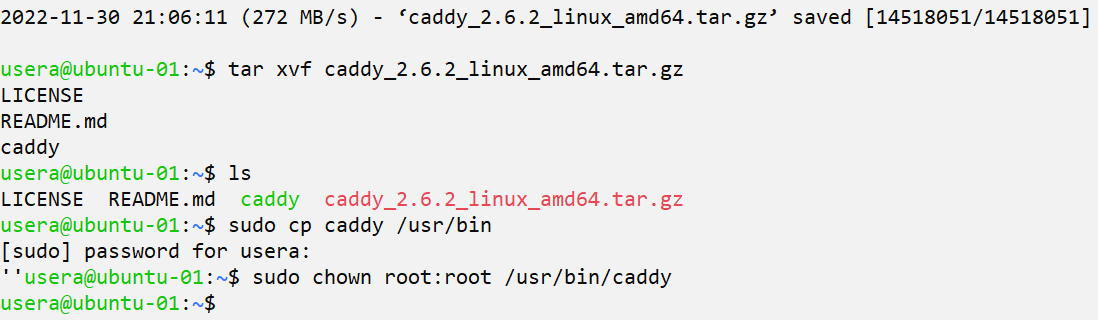 2022-11-30 21:06:11 (272 MB/s) - ‘caddy_2.6.2_linux_amd64.tar.gz’ saved [14518051/14518051]
usera@ubuntu-01:~$ tar xvf caddy_2.6.2_linux_amd64.tar.gz
LICENSE
README.md
caddy
usera@ubuntu-01:~$ ls
LICENSE  README.md  caddy  caddy_2.6.2_linux_amd64.tar.gz
usera@ubuntu-01:~$ sudo cp caddy /usr/bin
[sudo] password for usera:
''usera@ubuntu-01:~$ sudo chown root:root /usr/bin/caddy
usera@ubuntu-01:~$